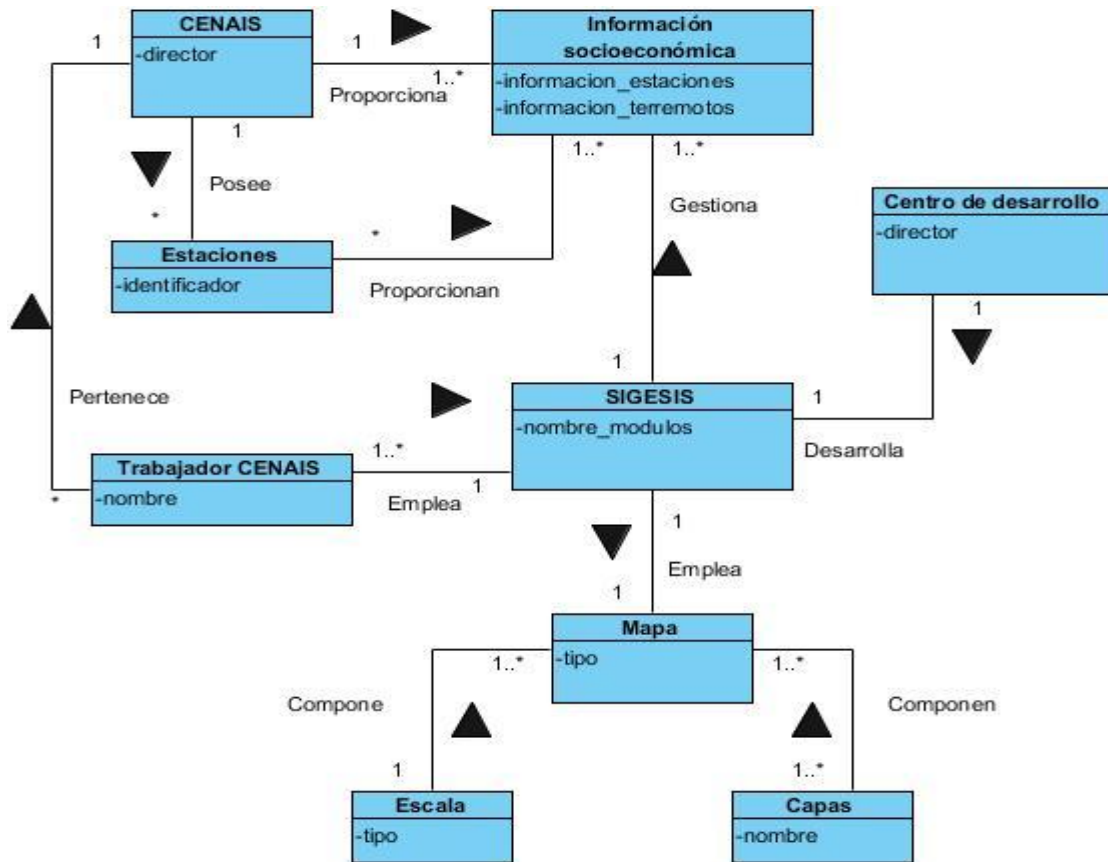 CENAIS
-director
1
1
Proporciona
1..*
Información
socioeconómica
-informacion_estaciones
-informacion_terremotos
1
Posee
*
1..*
1..*
Gestiona
Centro de desarrollo
-director
Estaciones
-identificador
*
Proporcionan
1
1
SIGESIS
-nombre_modulos
1
Desarrolla
Pertenece
Trabajador CENAIS
-nombre
*
1..*
Emplea
1
1
Emplea
1
Mapa
-tipo
1..*
1..*
Compone
Componen
1
1..*
Escala
-tipo
Capas
-nombre